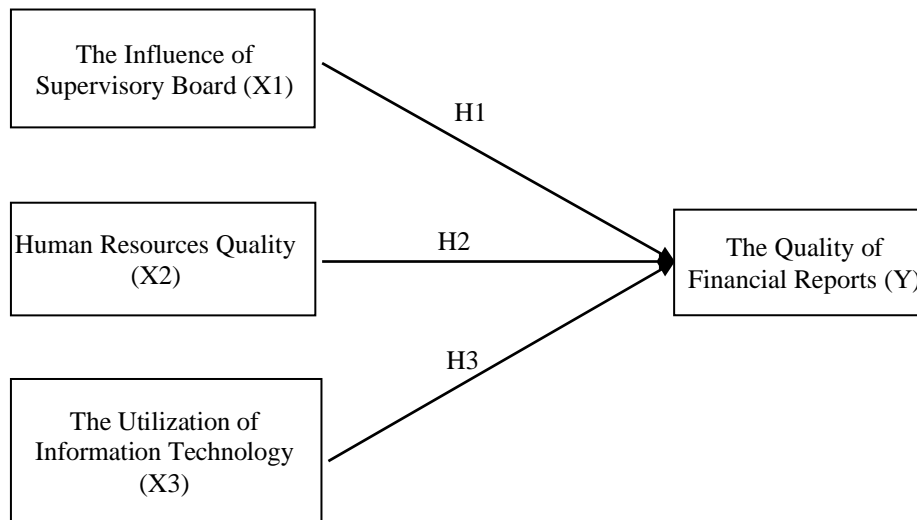 The Influence of
Supervisory Board (X1)
H1
Human Resources Quality
(X2)
H2
The Quality of
Financial Reports (Y)
H3
The Utilization of
Information Technology
(X3)